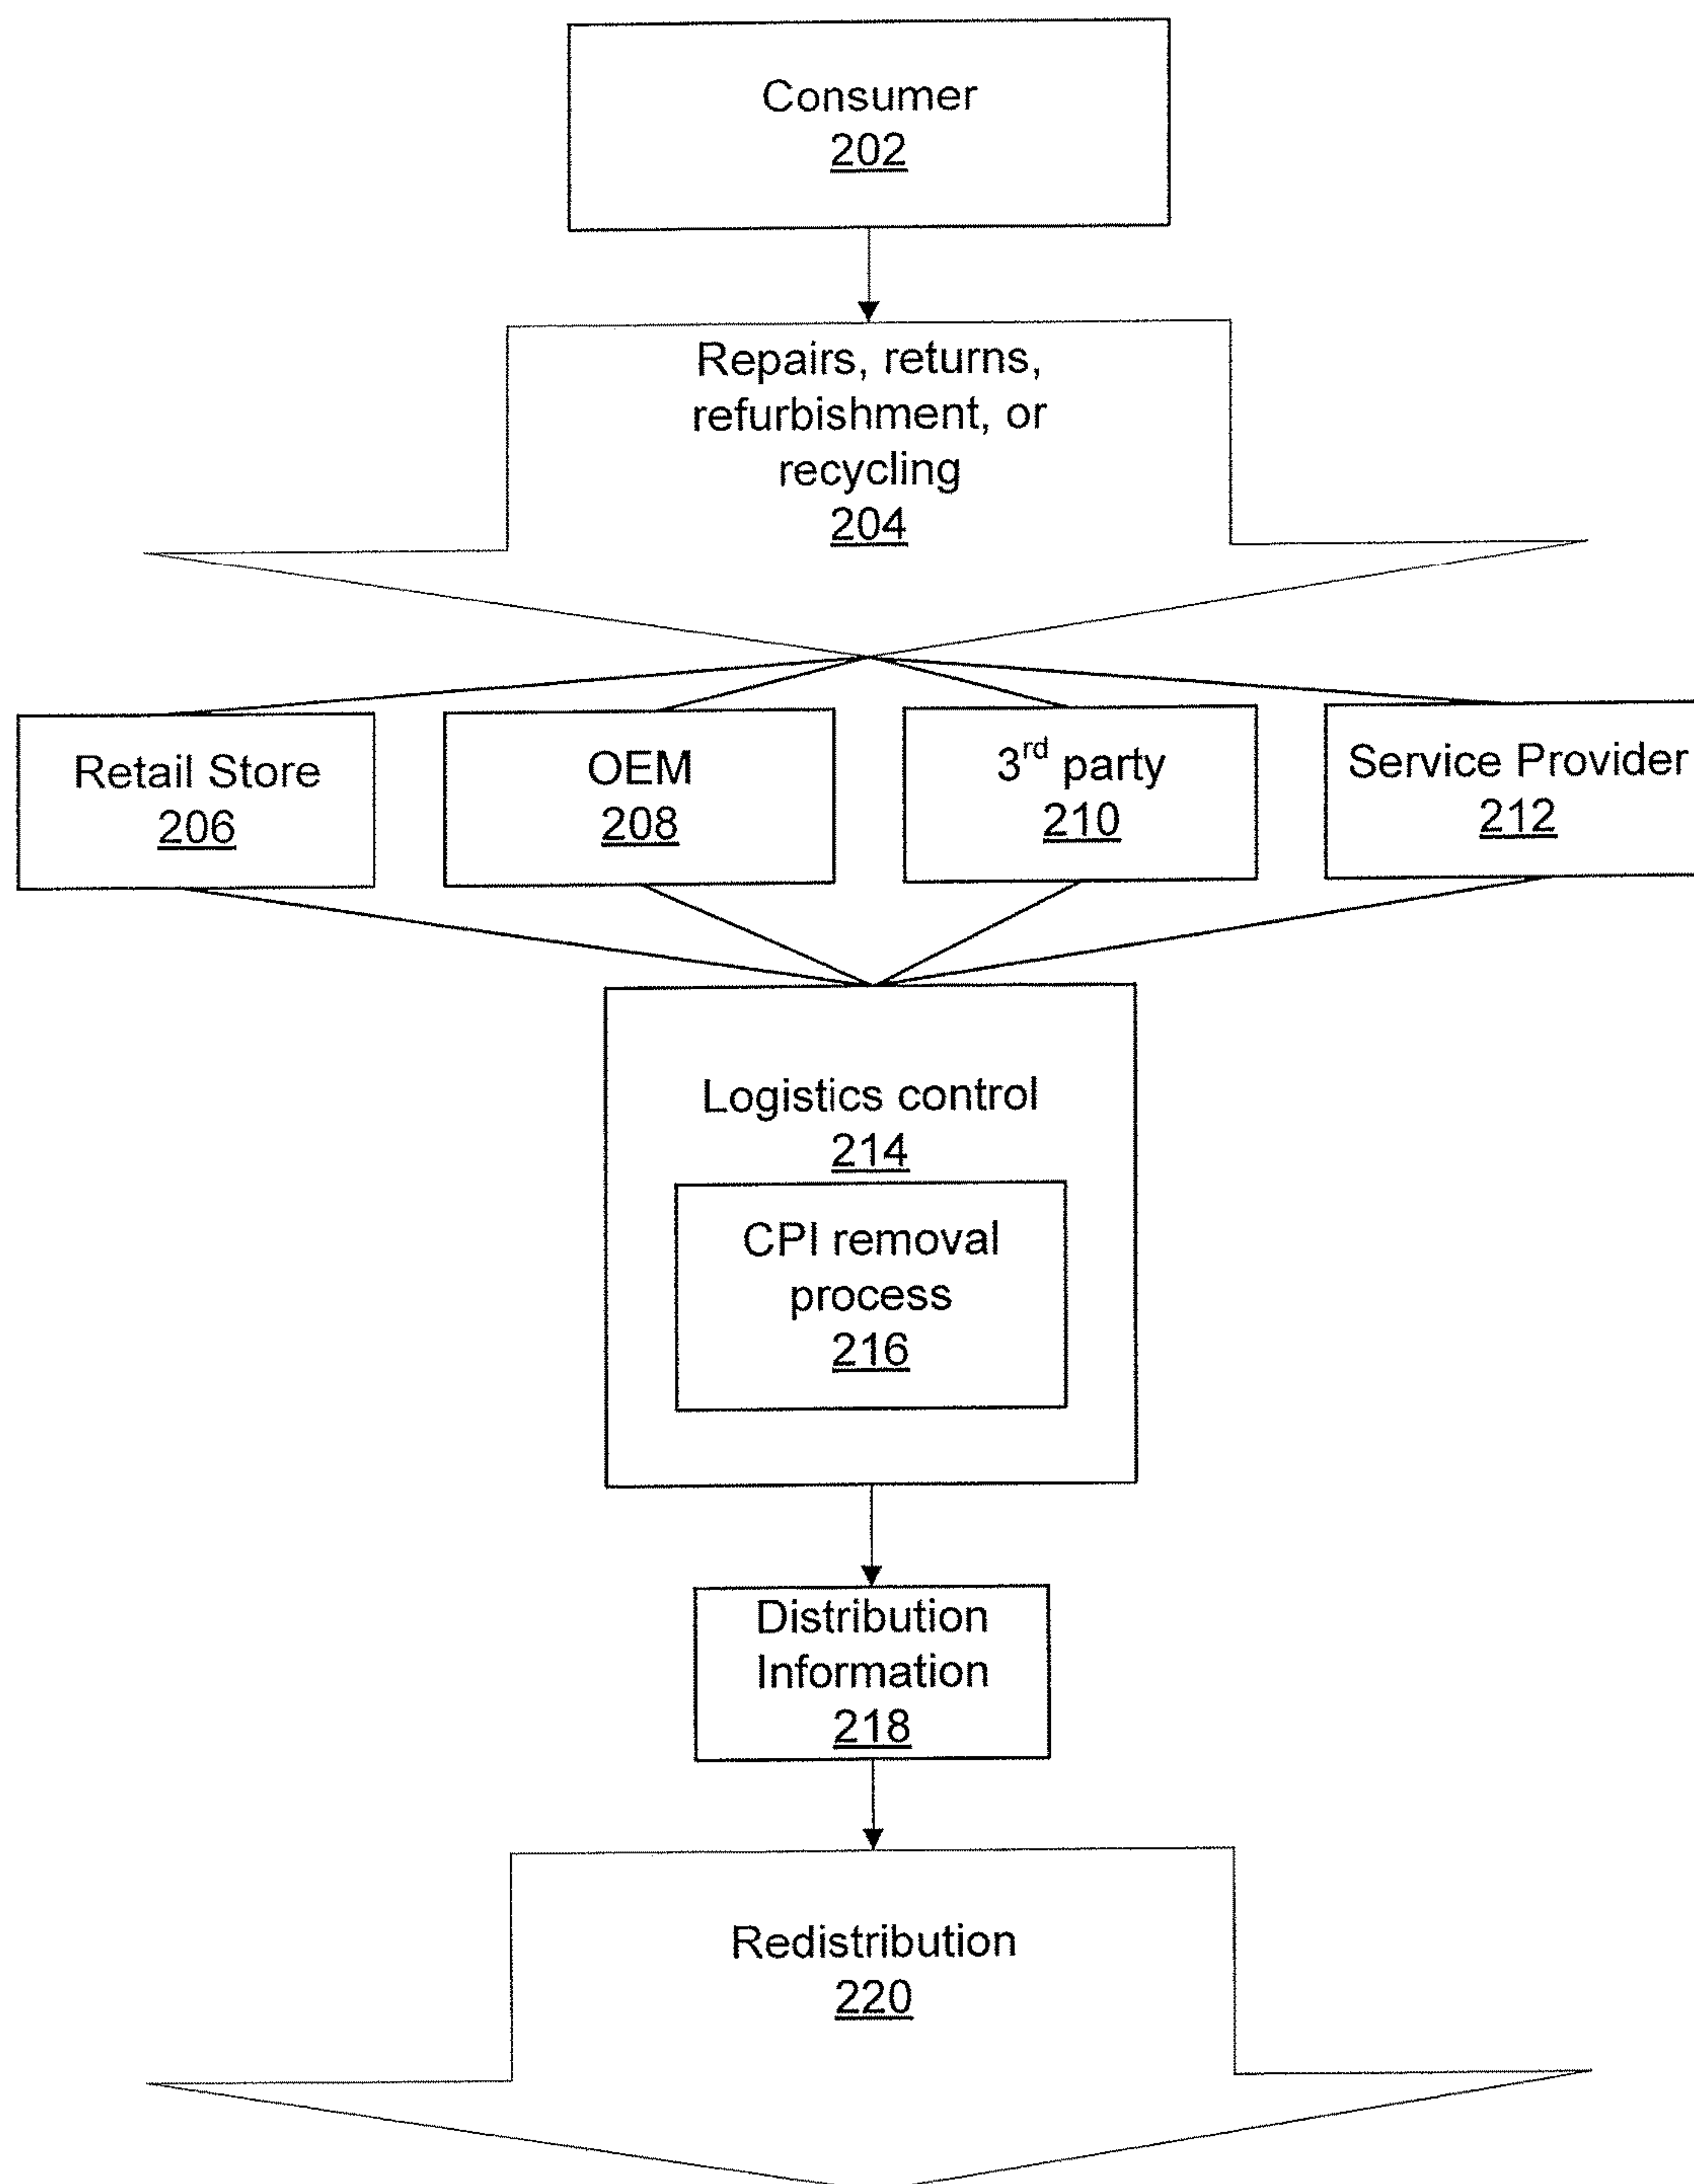 Consumer
202
Repairs, returns,
refurbishment, or
recycling
204
Retail Store
206
OEM
208
3rd party
210
Service Provider
212
Logistics control
214
CPI removal
process
216
Distribution
Information
218
Redistribution
220